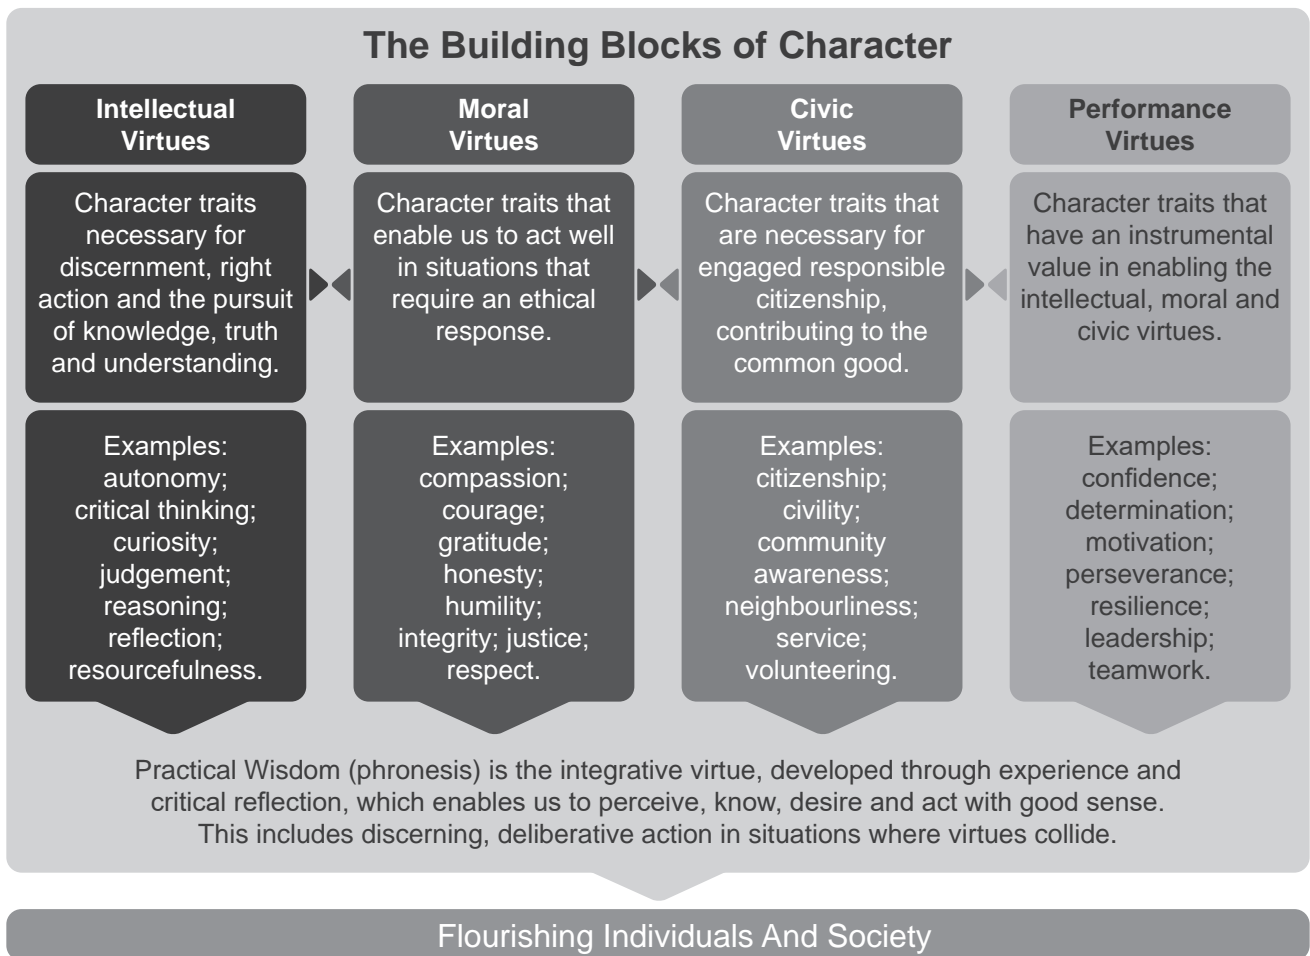 The Building Blocks of Character
Intellectual
Virtues
Character traits
necessary for
discernment, right
action and the pursuit
of knowledge, truth
and understanding.
Examples:
autonomy;
critical thinking;
curiosity;
judgement;
reasoning;
reflection;
resourcefulness.
Moral
Virtues
Character traits that
enable us to act well
in situations that
require an ethical
response.
Examples:
compassion;
courage;
gratitude;
honesty;
humility;
integrity; justice;
respect.
Civic
Virtues
Character traits that
are necessary for
engaged responsible
citizenship,
contributing to the
common good.
Examples:
citizenship;
civility;
community
awareness;
neighbourliness;
service;
volunteering.
Performance
Virtues
Character traits that
have an instrumental
value in enabling the
intellectual, moral and
civic virtues.
Examples:
confidence;
determination;
motivation;
perseverance;
resilience;
leadership;
teamwork.
Practical Wisdom (phronesis) is the integrative virtue, developed through experience and
critical reflection, which enables us to perceive, know, desire and act with good sense.
This includes discerning, deliberative action in situations where virtues collide.
Flourishing Individuals And Society